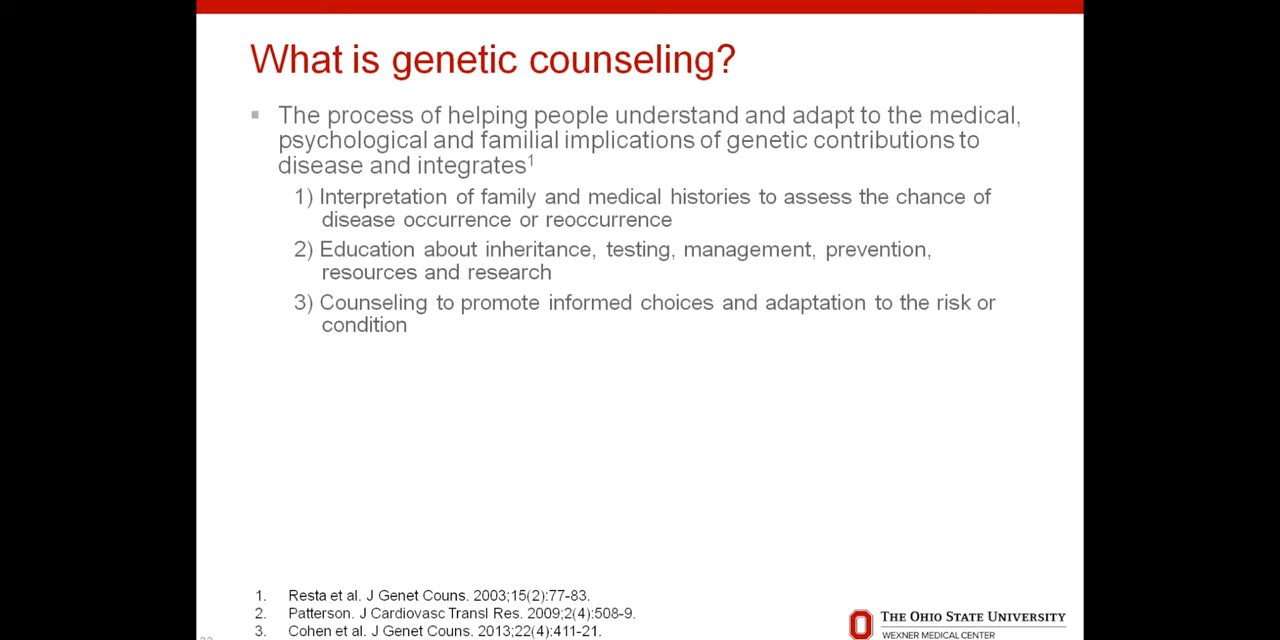 What is genetic counseling?
The process of helping people understand and adapt to the medical,
psychological and familial implications of genetic contributions to
disease and integrates1
1) Interpretation of family and medical histories to assess the chance of
disease occurrence or reoccurrence
2) Education about inheritance, testing, management, prevention,
resources and research
3) Counseling to promote informed choices and adaptation to the risk or
condition
1. Resta et al. J Genet Couns. 2003;15(2):77-83.
2. Patterson. J Cardiovasc Transl Res. 2009;2(4):508-9.
3. Cohen et al. J Genet Couns. 2013;22(4):411-21.
THE OHIO STATE UNIVERSITY
WEXNER MEDICAL CENTER